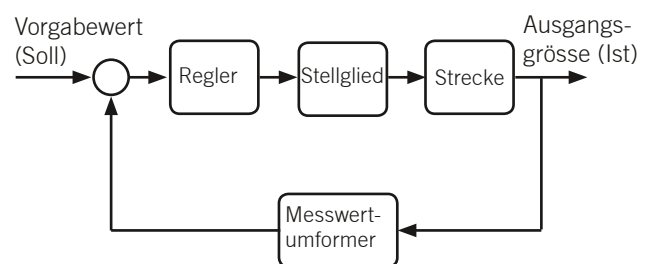 Vorgabewert
(Soll)
Ausgangs-
grösse (Ist)
Regler
Stellglied
Strecke
Messwert-
umformer